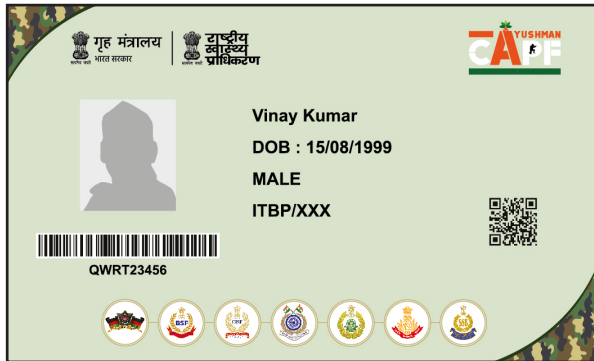 गृह मंत्रालय
भारत सरकार
राष्ट्रीय
स्वास्थ्य
प्राधिकरण
AYUSHMAN
CAPF
Vinay Kumar
DOB : 15/08/1999
MALE
ITBP/XXX
QWRT23456
BSF